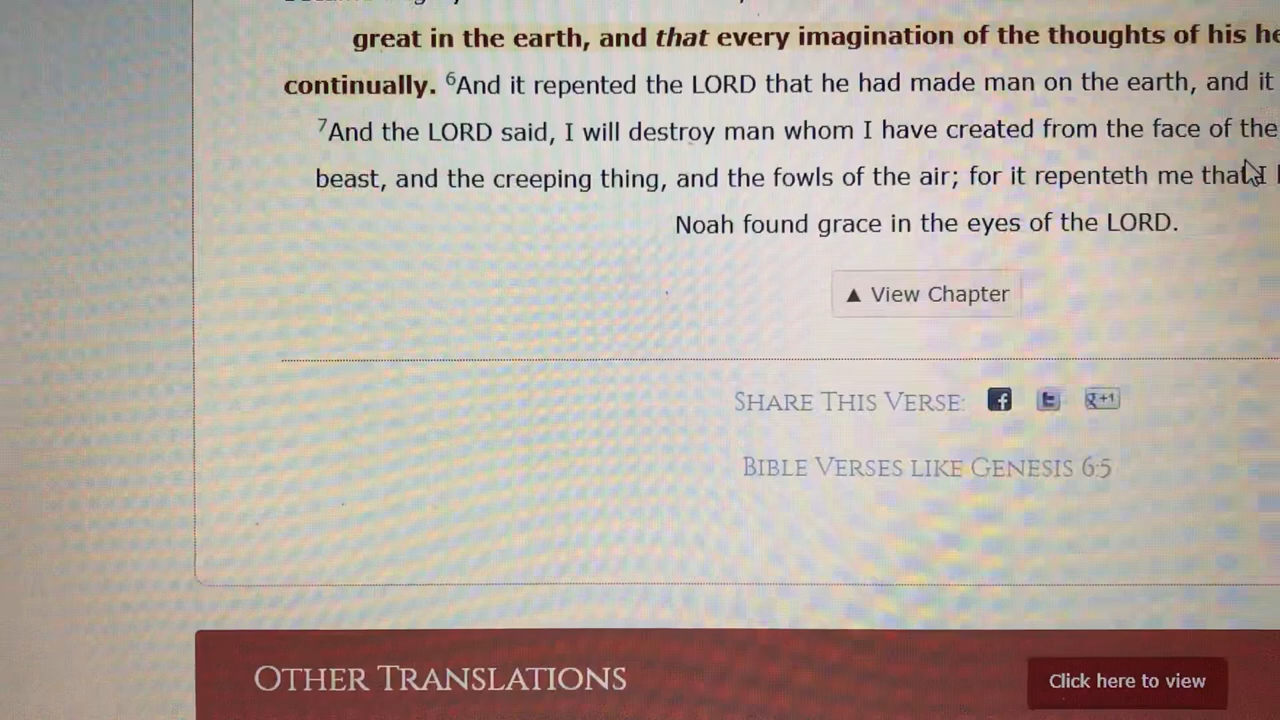 great in the earth, and that every imagination of the thoughts of his
continually. 6And it repented the LORD that he had made man on the earth, and it
7And the LORD said, I will destroy man whom I have created from the face of the
beast, and the creeping thing, and the fowls of the air; for it repenteth me that I
Noah found grace in the eyes of the LORD.
▲ View Chapter
SHARE THIS VERSE: f t g+1
BIBLE VERSES LIKE GENESIS 6:5
OTHER TRANSLATIONS
Click here to view